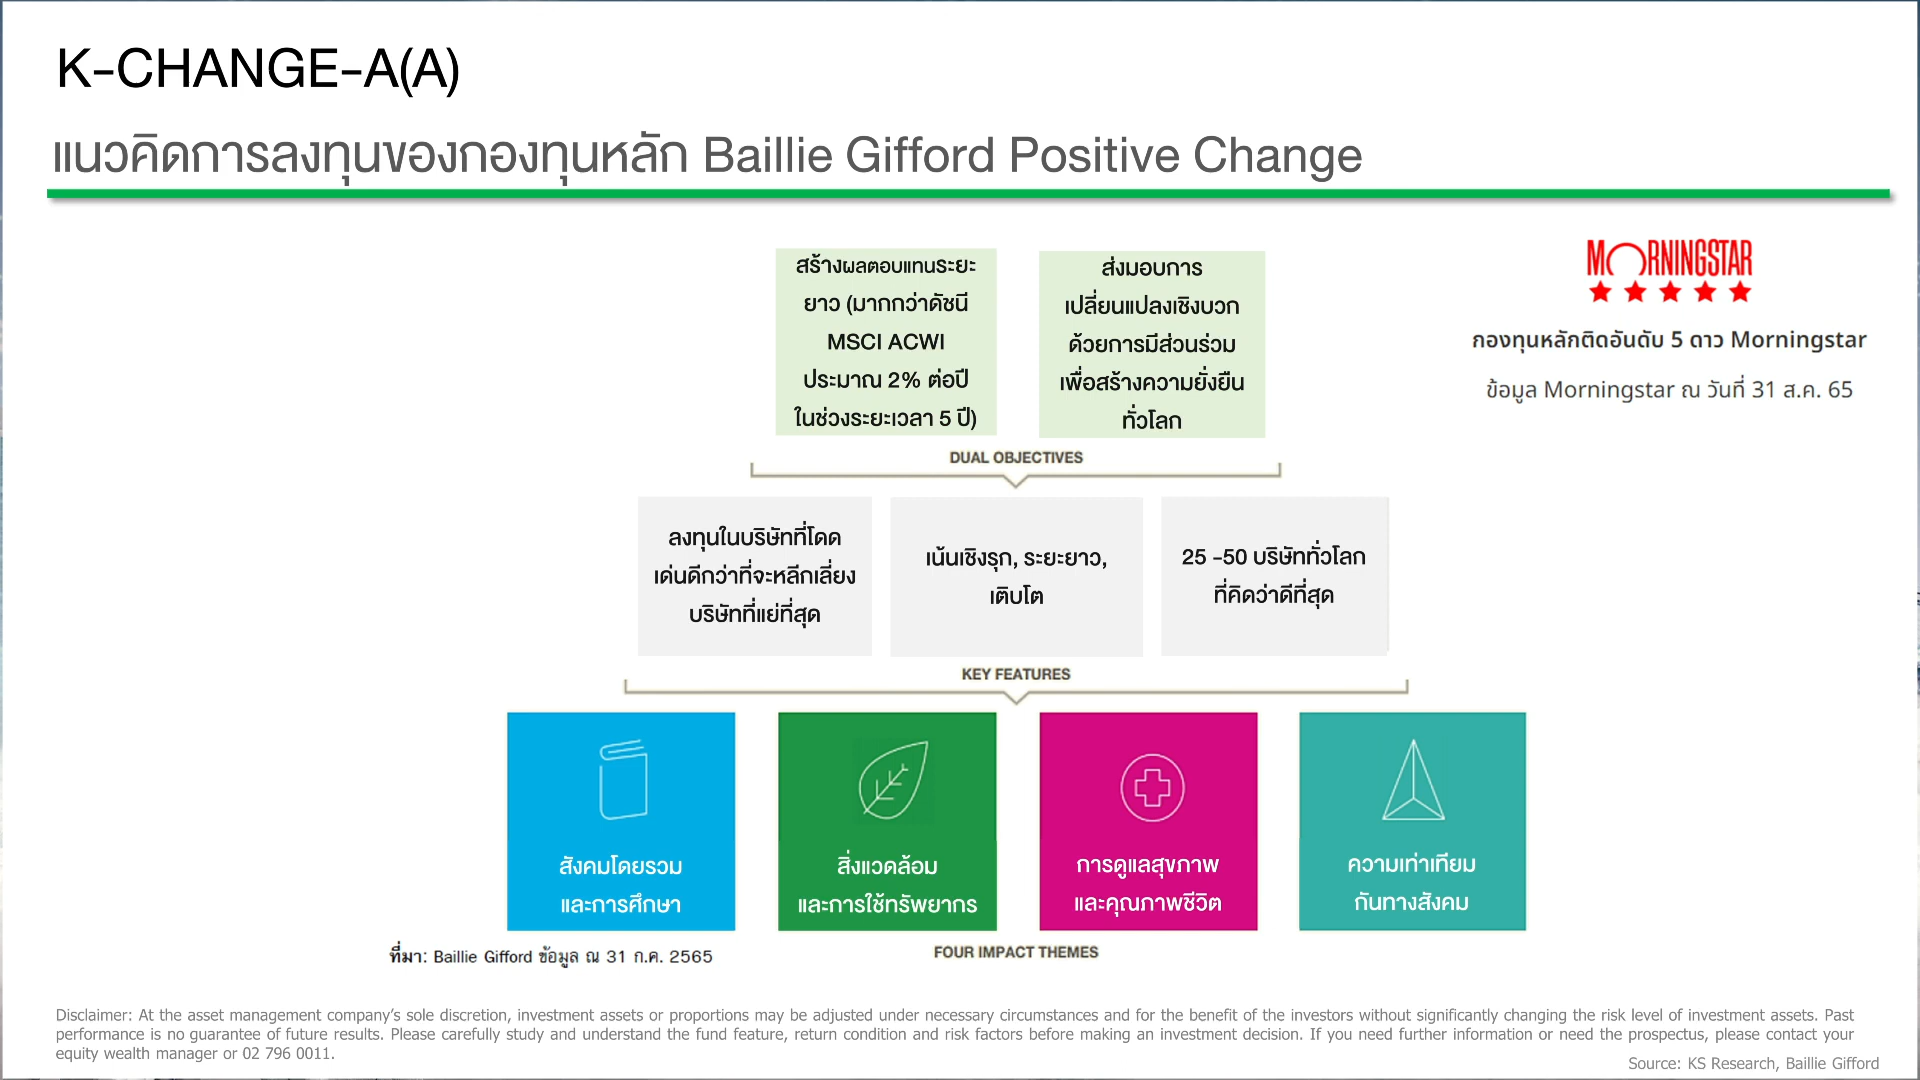 K-CHANGE-A(A)
แนวคิดการลงทุนของกองทุนหลัก Baillie Gifford Positive Change
สร้างผลตอบแทนระยะ
ยาว (มากกว่าดัชนี
MSCI ACWI
ประมาณ 2% ต่อปี
ในช่วงระยะเวลา 5 ปี)
ส่งมอบการ
เปลี่ยนแปลงเชิงบวก
ด้วยการมีส่วนร่วม
เพื่อสร้างความยั่งยืน
ทั่วโลก
MORNINGSTAR
กองทุนหลักติดอันดับ 5 ดาว Morningstar
ข้อมูล Morningstar ณ วันที่ 31 ส.ค. 65
DUAL OBJECTIVES
ลงทุนในบริษัทที่โดด
เด่นดีกว่าที่จะหลีกเลี่ยง
บริษัทที่แย่ที่สุด
เน้นเชิงรุก, ระยะยาว,
เติบโต
25 -50 บริษัททั่วโลก
ที่คิดว่าดีที่สุด
KEY FEATURES
สังคมโดยรวม
และการศึกษา
สิ่งแวดล้อม
และการใช้ทรัพยากร
การดูแลสุขภาพ
และคุณภาพชีวิต
ความเท่าเทียม
กันทางสังคม
ที่มา: Baillie Gifford ข้อมูล ณ 31 ก.ค. 2565
FOUR IMPACT THEMES
Disclaimer: At the asset management company's sole discretion, investment assets or proportions may be adjusted under necessary circumstances and for the benefit of the investors without significantly changing the risk level of investment assets. Past
performance is no guarantee of future results. Please carefully study and understand the fund feature, return condition and risk factors before making an investment decision. If you need further information or need the prospectus, please contact your
equity wealth manager or 02 796 0011.
Source: KS Research, Baillie Gifford